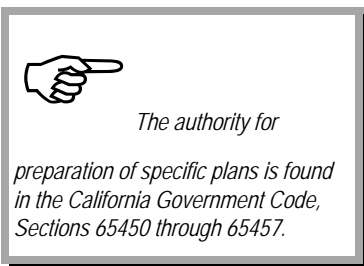 The authority for
preparation of specific plans is found
in the California Government Code,
Sections 65450 through 65457.